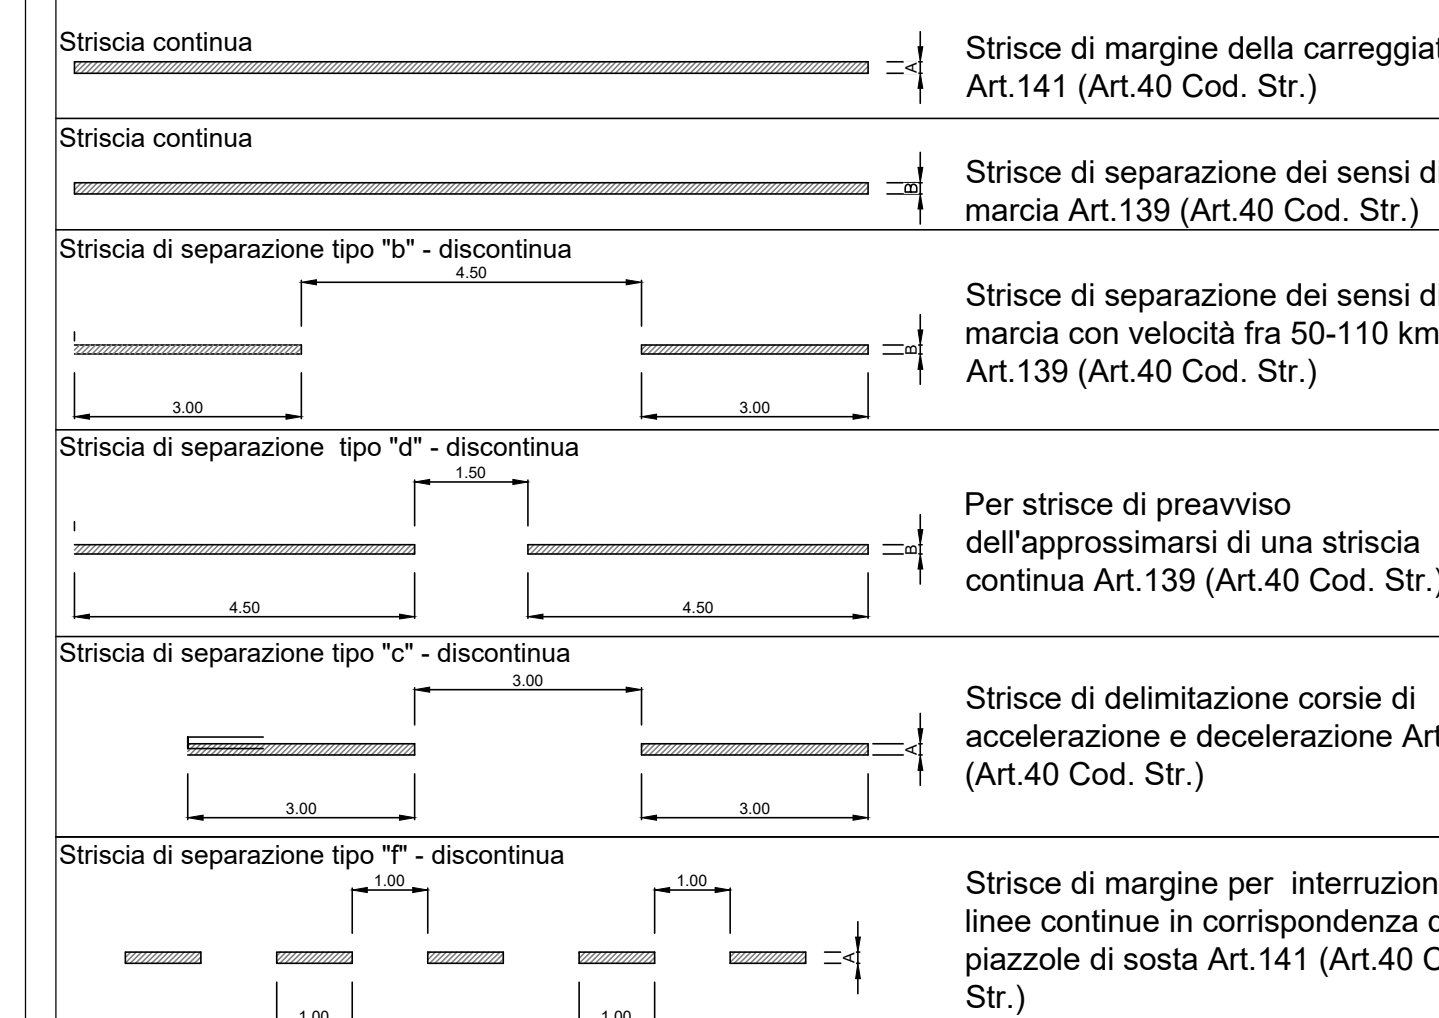 Striscia continua
A
Strisce di margine della carreggiat
Art.141 (Art.40 Cod. Str.)
Striscia continua
B
Strisce di separazione dei sensi di
marcia Art.139 (Art.40 Cod. Str.)
Striscia di separazione tipo "b" - discontinua
4.50
3.00
3.00
B
Strisce di separazione dei sensi di
marcia con velocità fra 50-110 km
Art.139 (Art.40 Cod. Str.)
Striscia di separazione  tipo "d" - discontinua
1.50
4.50
4.50
B
Per strisce di preavviso
dell'approssimarsi di una striscia
continua Art.139 (Art.40 Cod. Str.)
Striscia di separazione tipo "c" - discontinua
3.00
3.00
3.00
A
Strisce di delimitazione corsie di
accelerazione e decelerazione Art
(Art.40 Cod. Str.)
Striscia di separazione tipo "f" - discontinua
1.00
1.00
A
1.00
1.00
Strisce di margine per  interruzion
linee continue in corrispondenza d
piazzole di sosta Art.141 (Art.40 C
Str.)